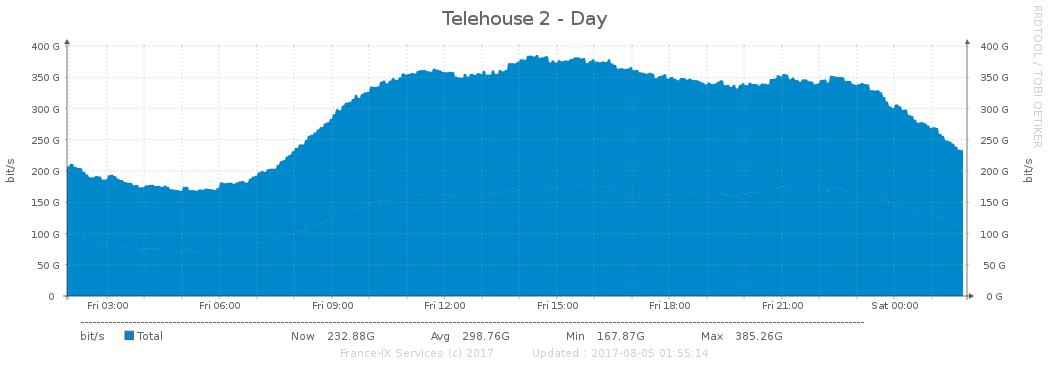 Telehouse 2 - Day
RRDTOOL / TOBI OETIKER
bit/s
400 G
350 G
300 G
250 G
200 G
150 G
100 G
50 G
0
400 G
350 G
300 G
250 G
200 G
150 G
100 G
50 G
0 G
bit/s
Fri 03:00 Fri 06:00 Fri 09:00 Fri 12:00 Fri 15:00 Fri 18:00 Fri 21:00 Sat 00:00
bit/s Total Now 232.88G Avg 298.76G Min 167.87G Max 385.26G
France-IX Services (c) 2017 Updated : 2017-08-05 01:55:14